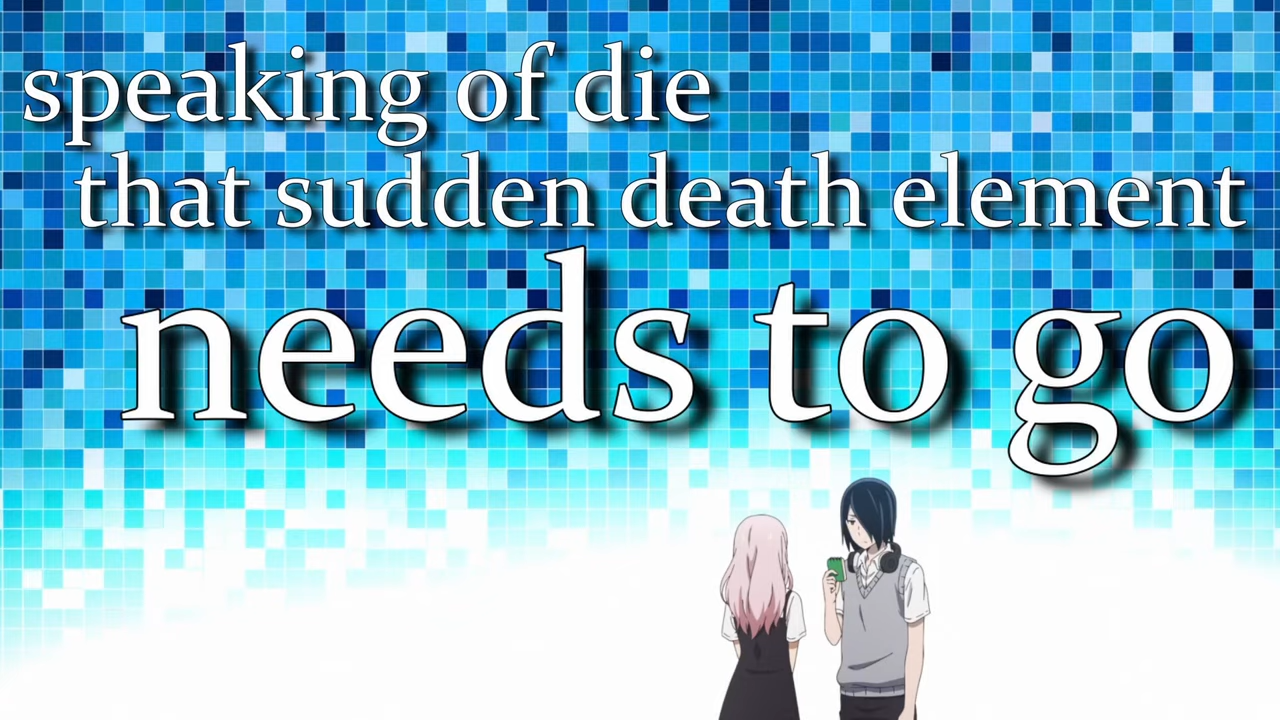 speaking of die
that sudden death element
needs to go